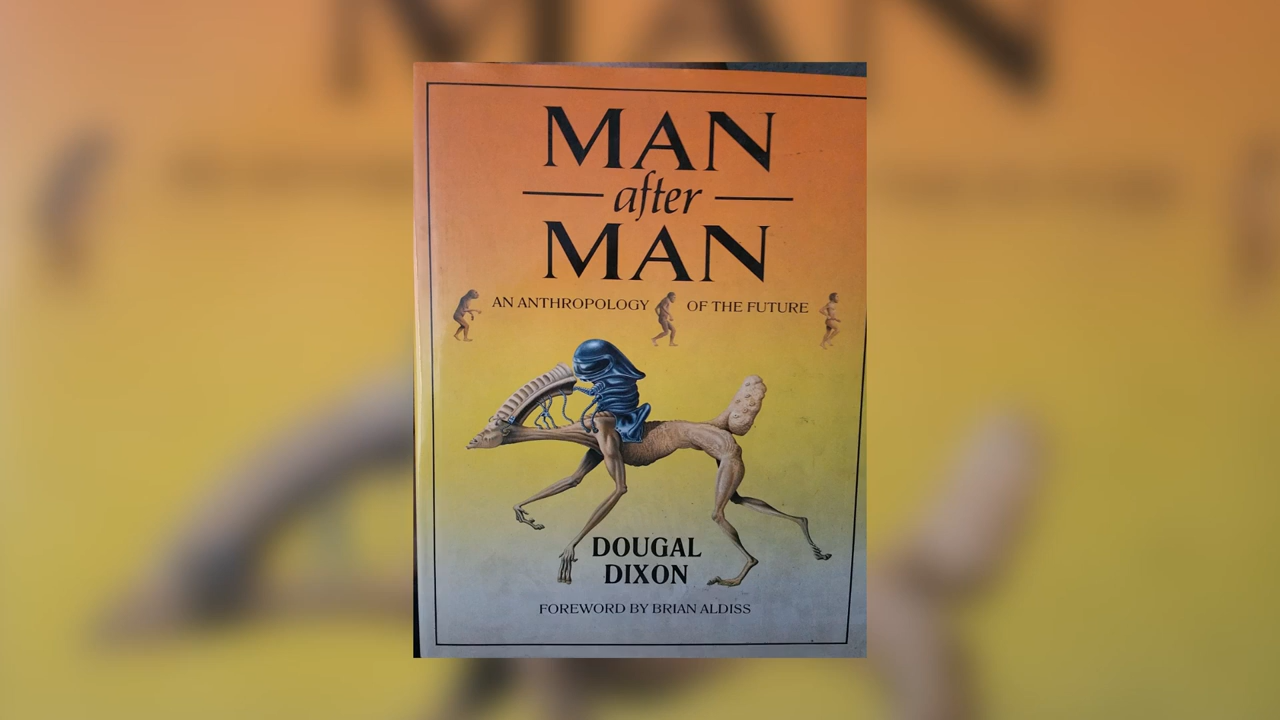 MAN
after
MAN
AN ANTHROPOLOGY OF THE FUTURE
DOUGAL
DIXON
FOREWORD BY BRIAN ALDISS